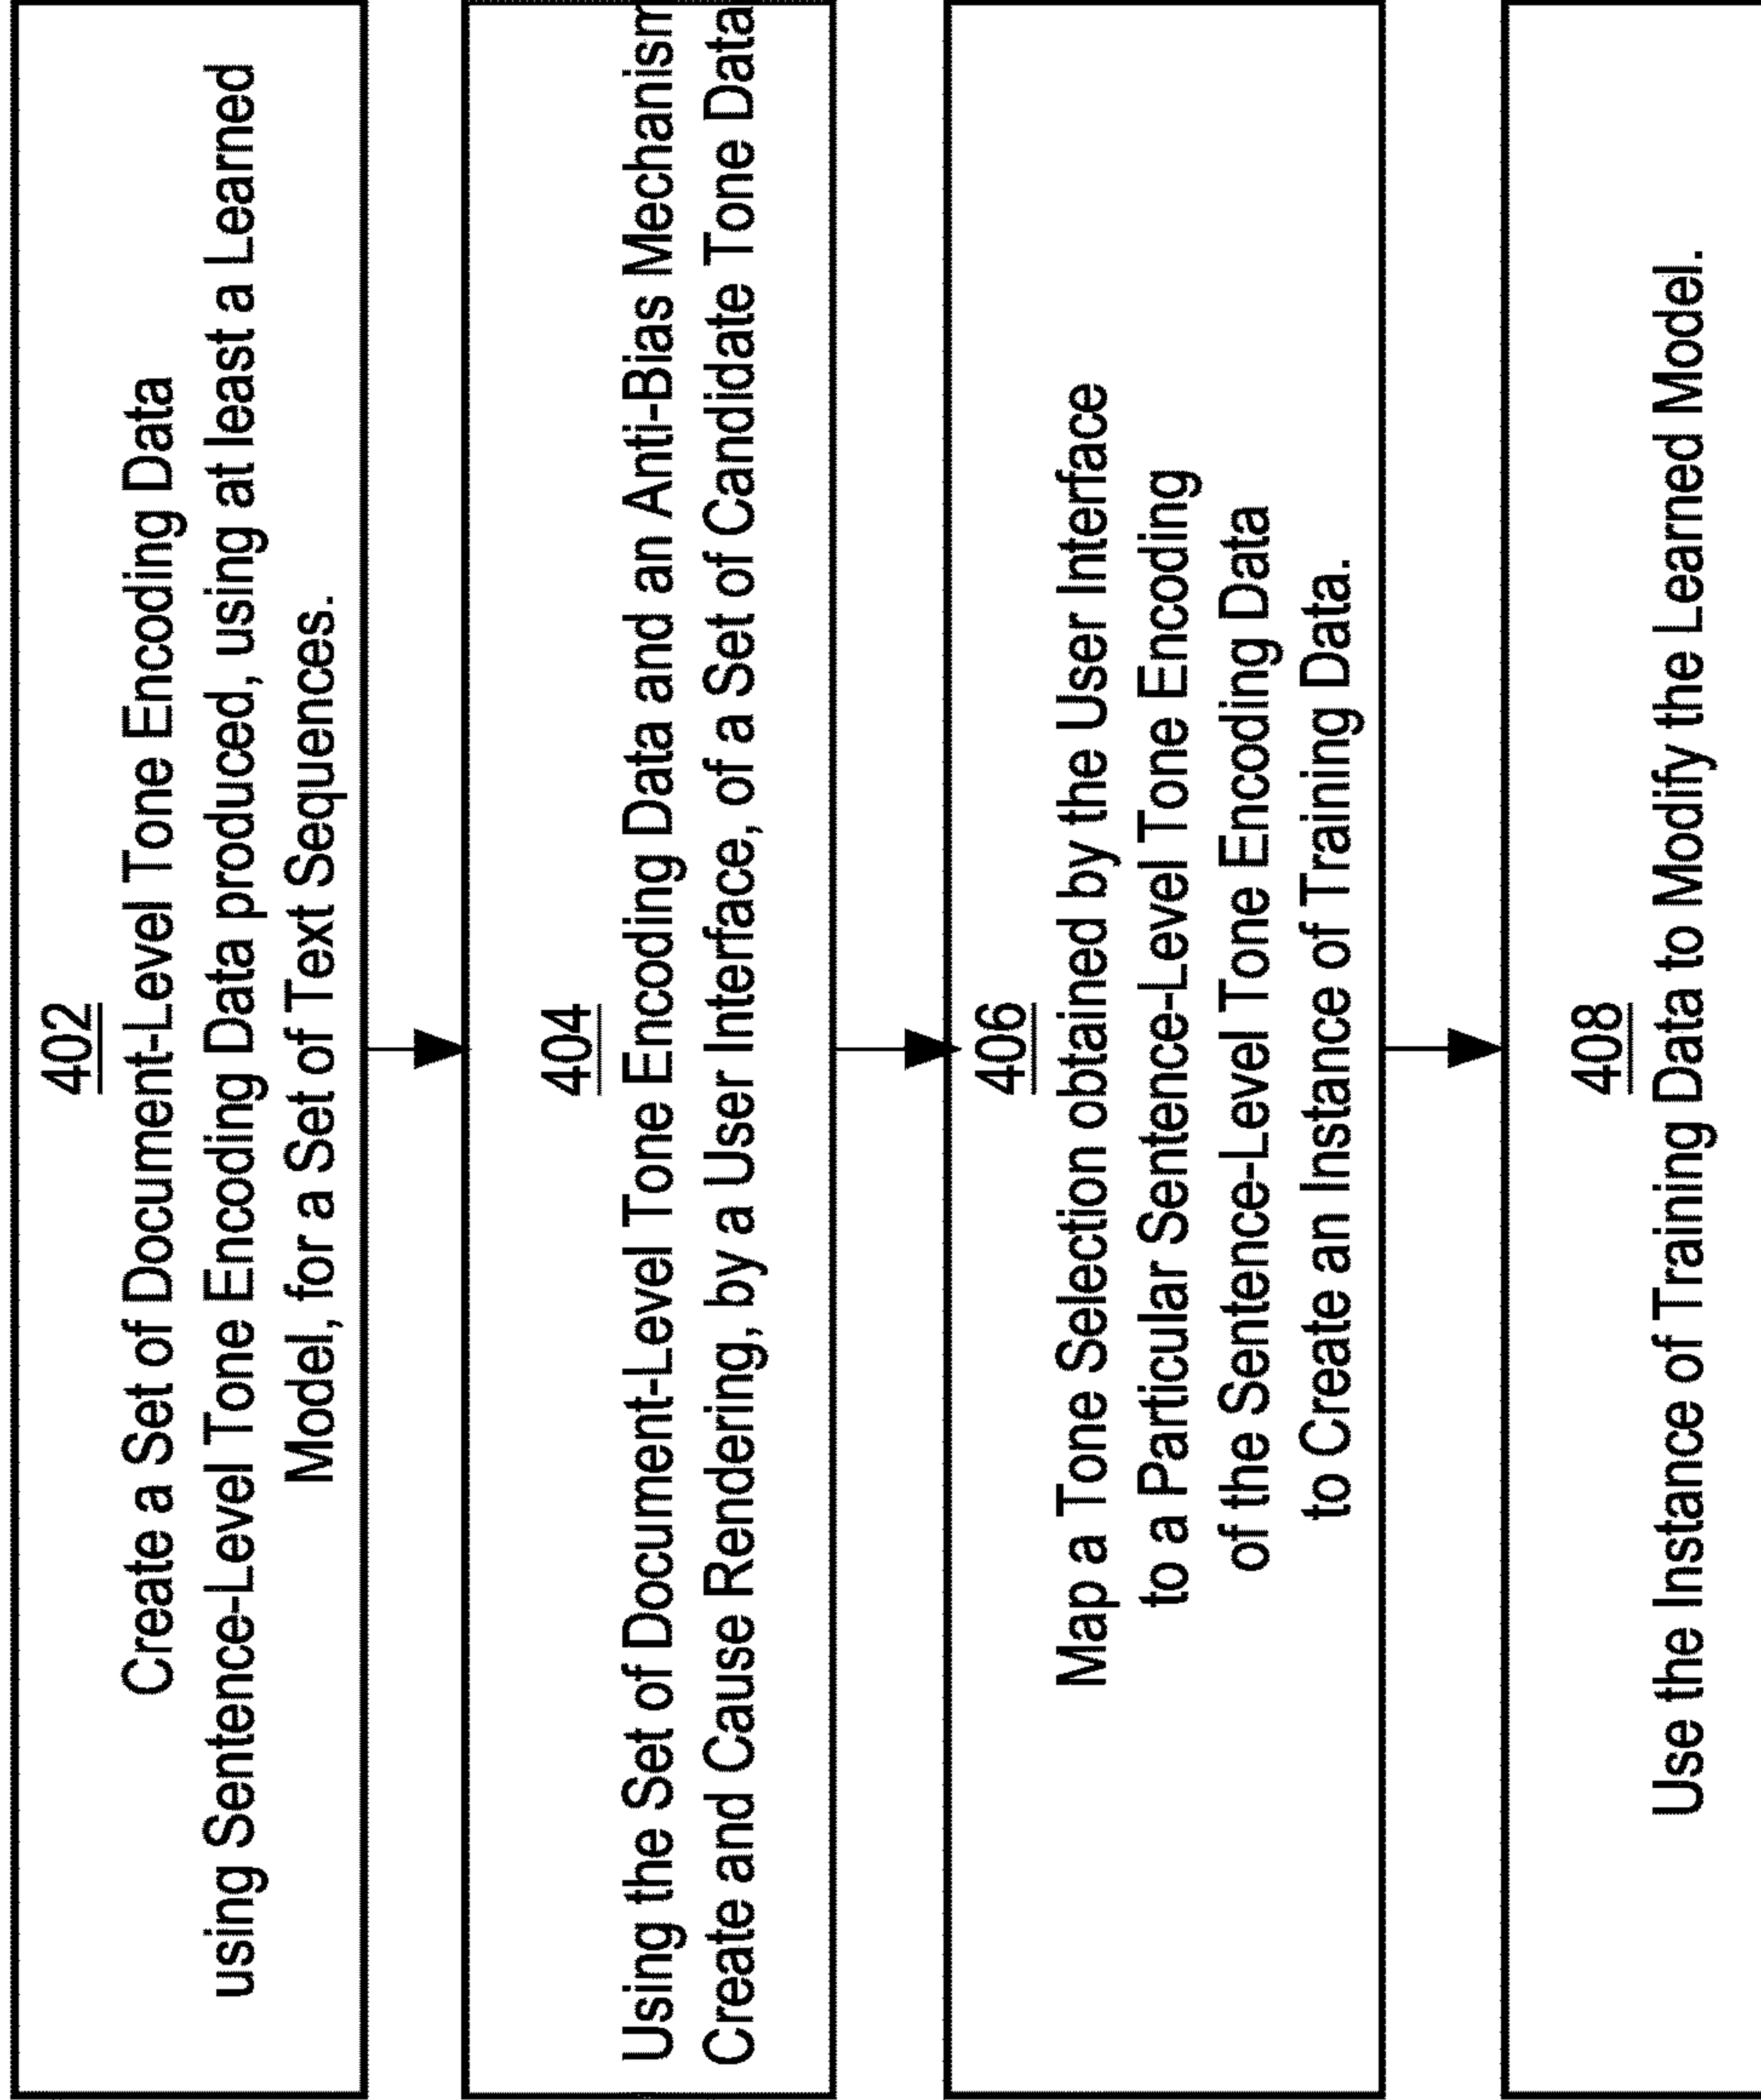 402
Create a Set of Document-Level Tone Encoding Data
using Sentence-Level Tone Encoding Data produced, using at least a Learned
Model, for a Set of Text Sequences.
404
Using the Set of Document-Level Tone Encoding Data and an Anti-Bias Mechanism
Create and Cause Rendering, by a User Interface, of a Set of Candidate Tone Data
406
Map a Tone Selection obtained by the User Interface
to a Particular Sentence-Level Tone Encoding
of the Sentence-Level Tone Encoding Data
to Create an Instance of Training Data.
408
Use the Instance of Training Data to Modify the Learned Model.